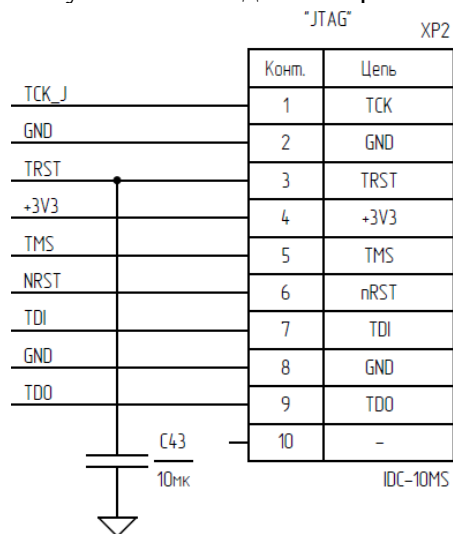 "JTAG"
XP2
Конт. Цепь
TCK_J 1 TCK
GND 2 GND
TRST 3 TRST
+3V3 4 +3V3
TMS 5 TMS
NRST 6 nRST
TDI 7 TDI
GND 8 GND
TDO 9 TDO
C43 10 –
10мк IDC-10MS